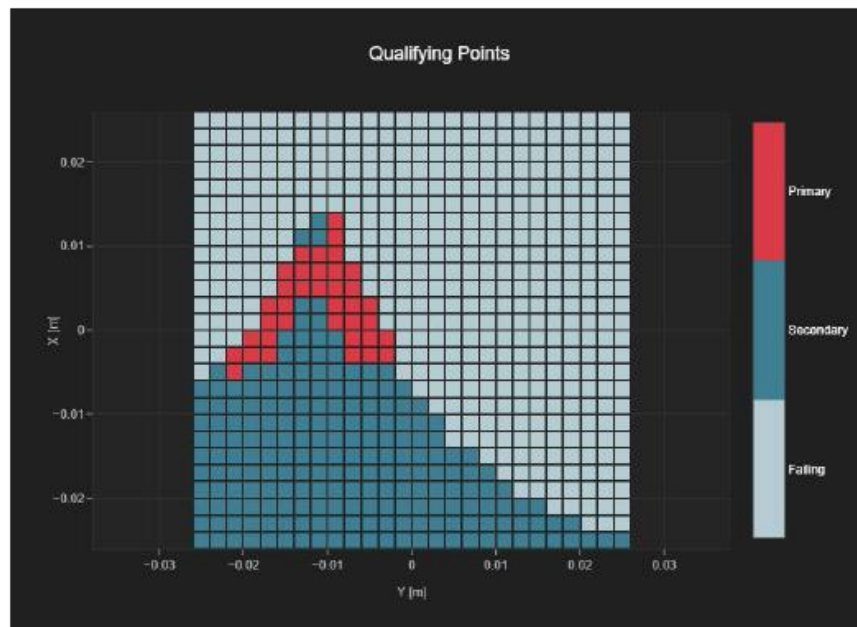 Qualifying Points
0.02
0.01
0
−0.01
−0.02
X [m]
−0.03
−0.02
−0.01
0
0.01
0.02
0.03
Y [m]
Primary
Secondary
Failing